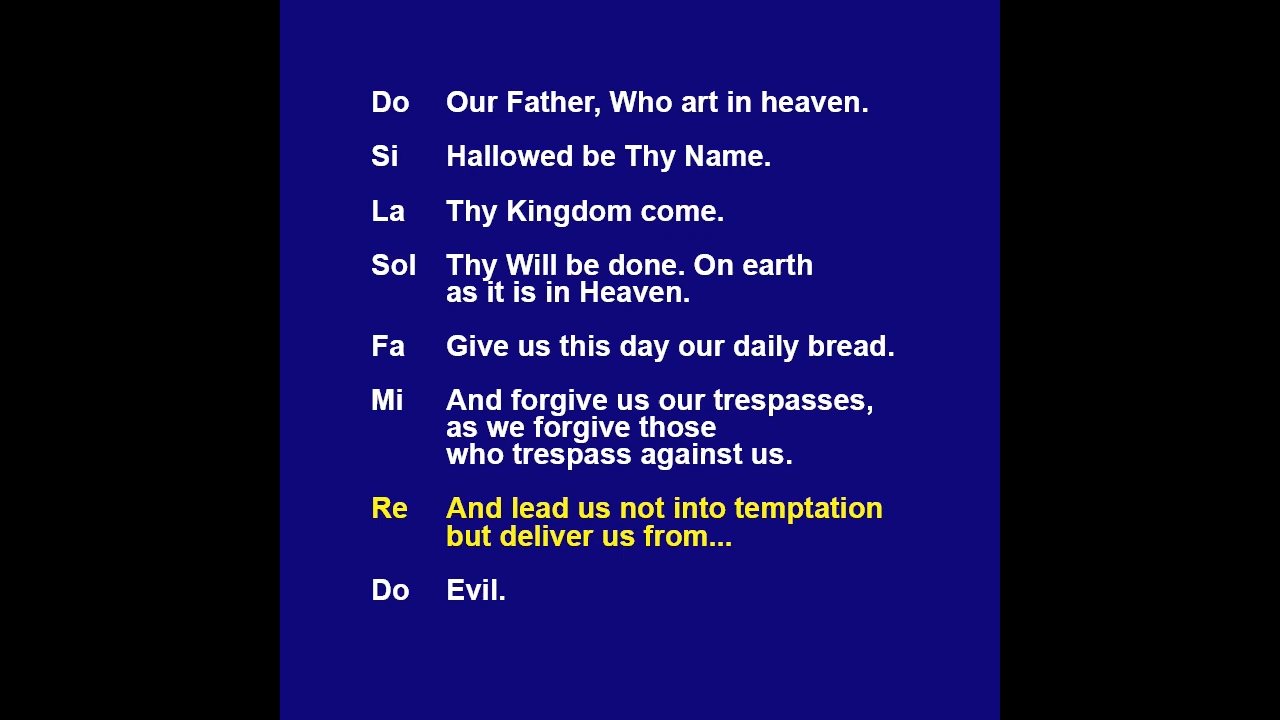 Do Our Father, Who art in heaven.
Si Hallowed be Thy Name.
La Thy Kingdom come.
Sol Thy Will be done. On earth
as it is in Heaven.
Fa Give us this day our daily bread.
Mi And forgive us our trespasses,
as we forgive those
who trespass against us.
Re And lead us not into temptation
but deliver us from...
Do Evil.